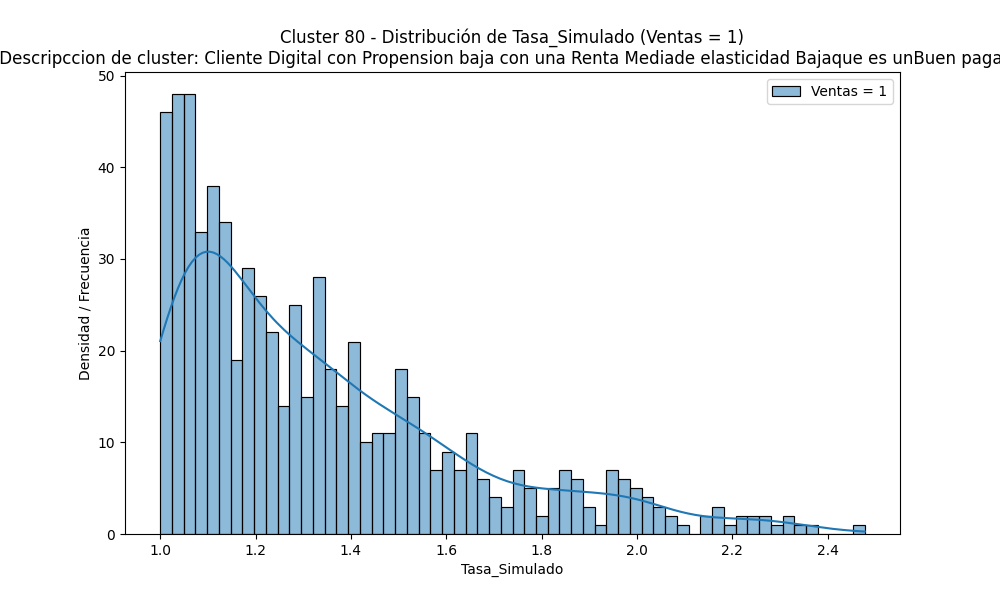 Cluster 80 - Distribución de Tasa_Simulado (Ventas = 1)
Descripccion de cluster: Cliente Digital con Propension baja con una Renta Mediade elasticidad Bajaque es unBuen paga
Ventas = 1
Densidad / Frecuencia
50
40
30
20
10
0
1.0 1.2 1.4 1.6 1.8 2.0 2.2 2.4
Tasa_Simulado